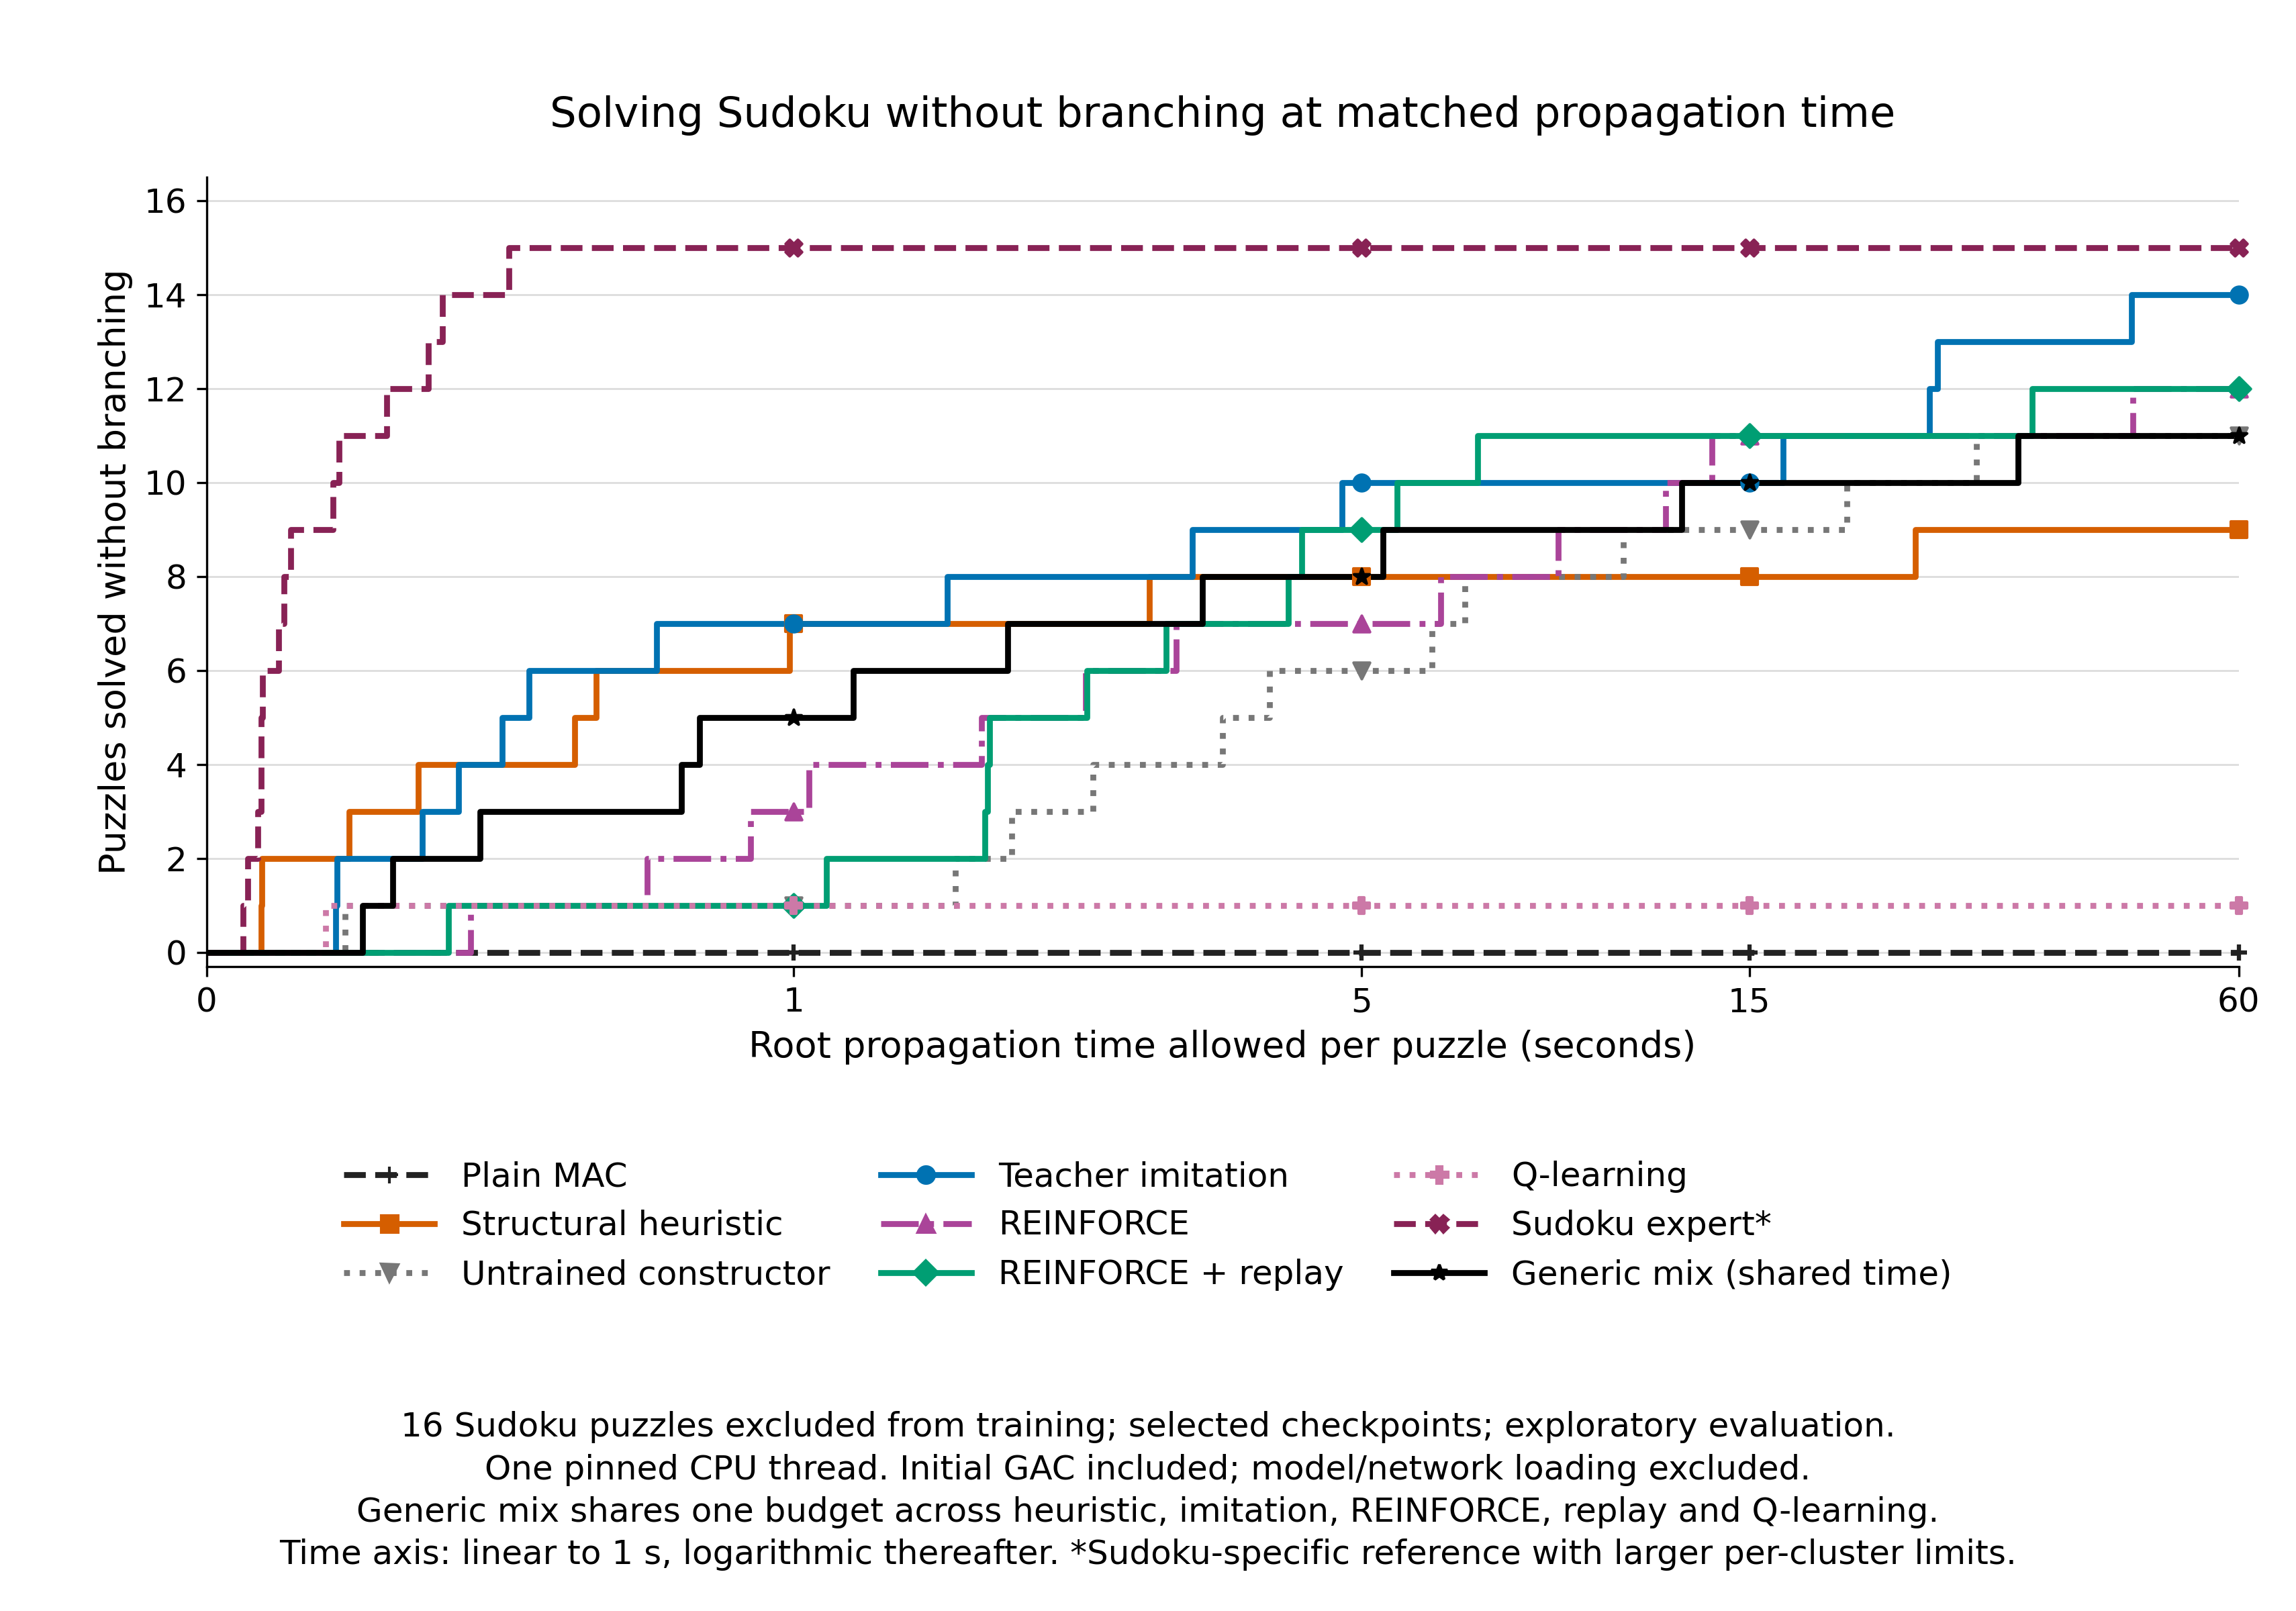 Solving Sudoku without branching at matched propagation time
Puzzles solved without branching
16
14
12
10
8
6
4
2
0
0 1 5 15 60
Root propagation time allowed per puzzle (seconds)
Plain MAC
Structural heuristic
Untrained constructor
Teacher imitation
REINFORCE
REINFORCE + replay
Q-learning
Sudoku expert*
Generic mix (shared time)
16 Sudoku puzzles excluded from training; selected checkpoints; exploratory evaluation.
One pinned CPU thread. Initial GAC included; model/network loading excluded.
Generic mix shares one budget across heuristic, imitation, REINFORCE, replay and Q-learning.
Time axis: linear to 1 s, logarithmic thereafter. *Sudoku-specific reference with larger per-cluster limits.